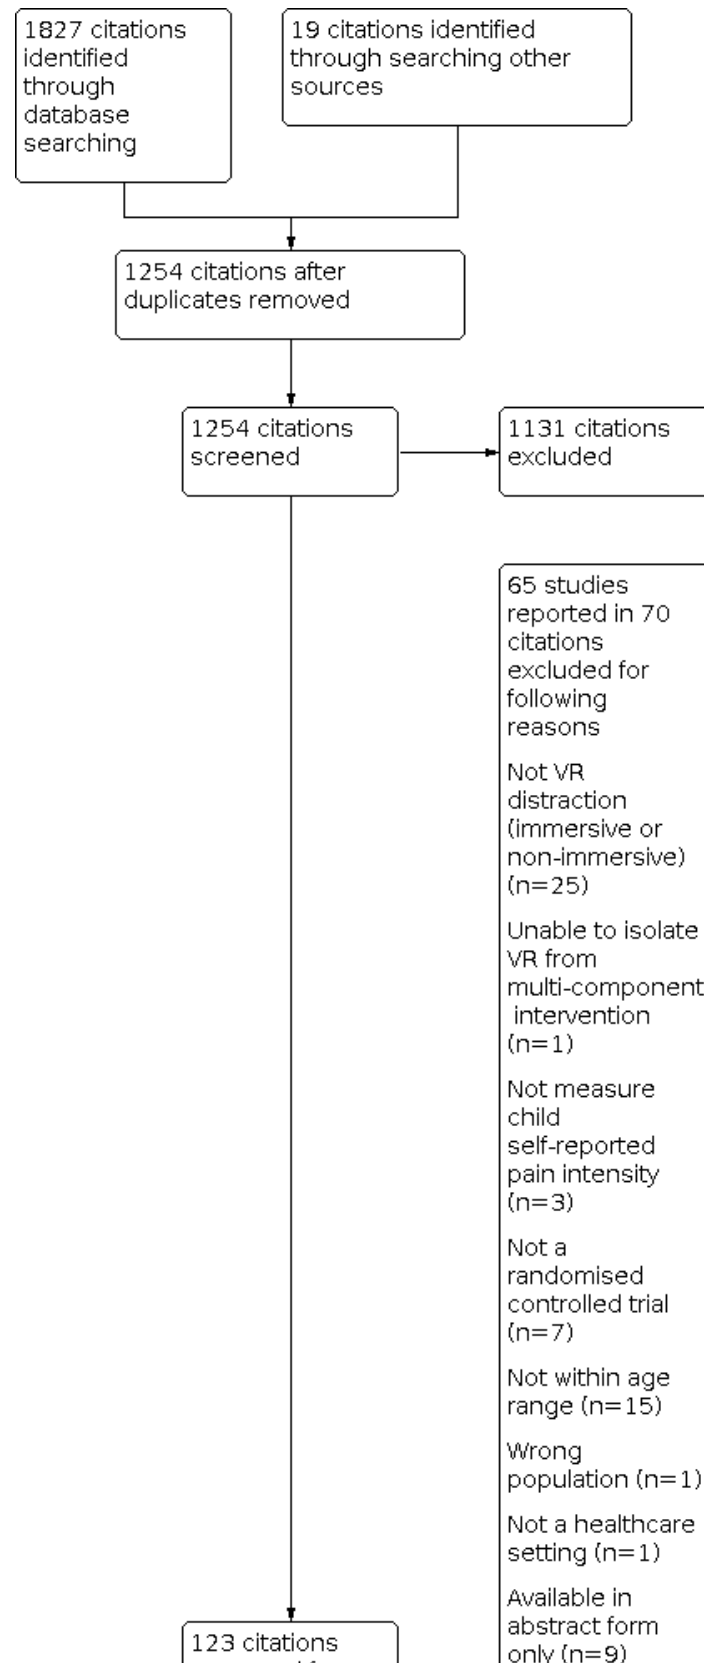 1827 citations
identified
through
database
searching
19 citations identified
through searching other
sources
1254 citations after
duplicates removed
1254 citations
screened
1131 citations
excluded
65 studies
reported in 70
citations
excluded for
following
reasons
Not VR
distraction
(immersive or
non-immersive)
(n=25)
Unable to isolate
VR from
multi-component
intervention
(n=1)
Not measure
child
self-reported
pain intensity
(n=3)
Not a
randomised
controlled trial
(n=7)
Not within age
range (n=15)
Wrong
population (n=1)
Not a healthcare
setting (n=1)
Available in
abstract form
only (n=9)
123 citations